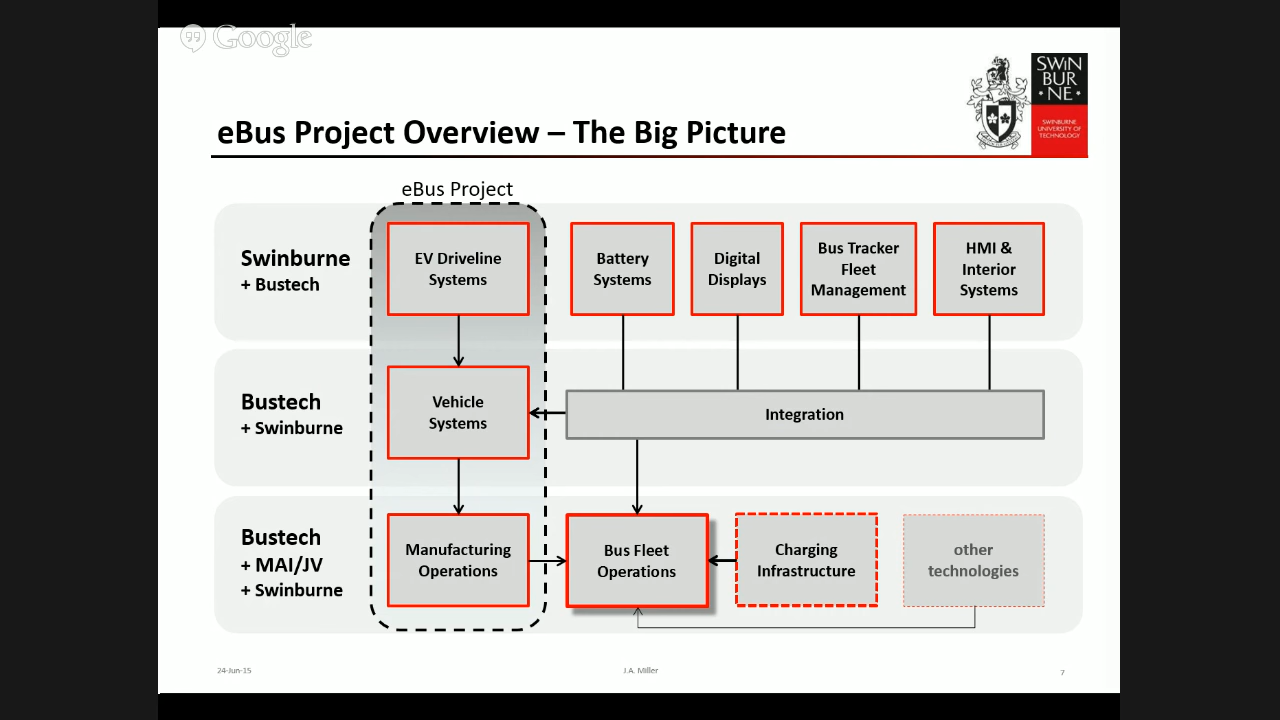 Google
SWiN
BUR
NE
SWINBURNE
UNIVERSITY OF
TECHNOLOGY
eBus Project Overview – The Big Picture
eBus Project
Swinburne
+ Bustech
EV Driveline
Systems
Battery
Systems
Digital
Displays
Bus Tracker
Fleet
Management
HMI &
Interior
Systems
Bustech
+ Swinburne
Vehicle
Systems
Integration
Bustech
+ MAI/JV
+ Swinburne
Manufacturing
Operations
Bus Fleet
Operations
Charging
Infrastructure
other
technologies
24-Jun-15
J.A. Miller
7